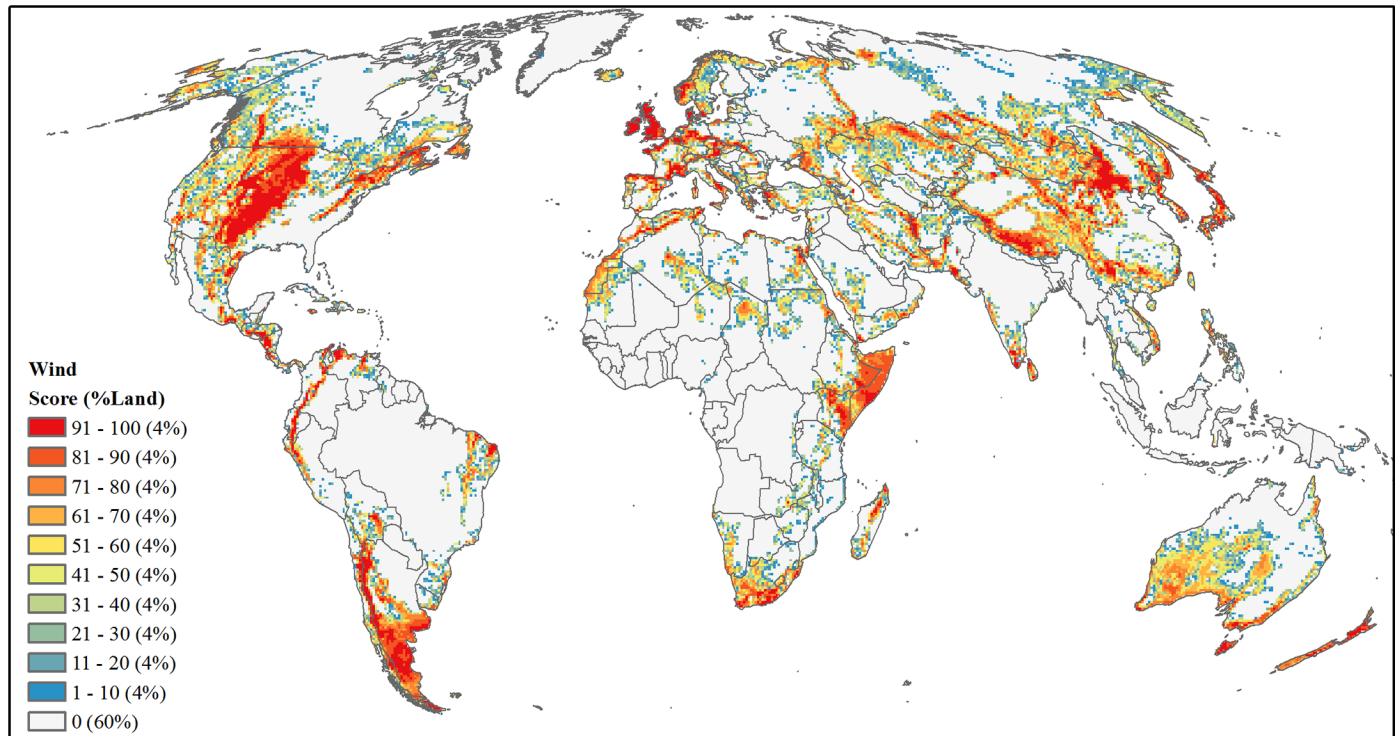 Wind
Score (%Land)
91 - 100 (4%)
81 - 90 (4%)
71 - 80 (4%)
61 - 70 (4%)
51 - 60 (4%)
41 - 50 (4%)
31 - 40 (4%)
21 - 30 (4%)
11 - 20 (4%)
1 - 10 (4%)
0 (60%)